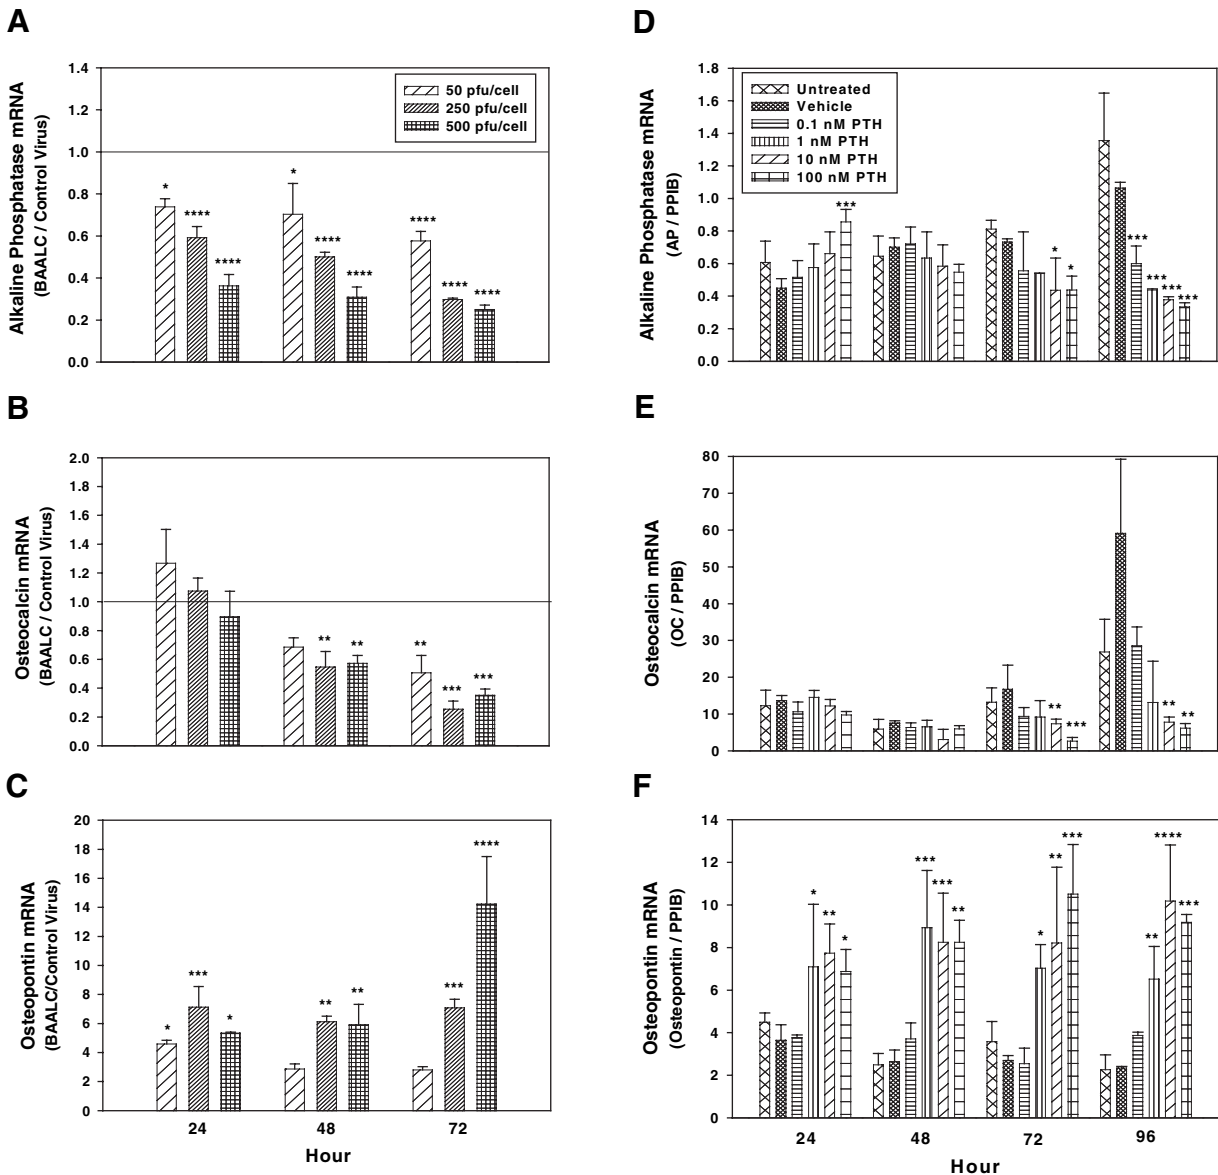 A
Alkaline Phosphatase mRNA
(BAALC / Control Virus)
1.4
1.2
1.0
0.8
0.6
0.4
0.2
0.0
50 pfu/cell
250 pfu/cell
500 pfu/cell
* **** ****
* **** ****
**** **** ****
B
Osteocalcin mRNA
(BAALC / Control Virus)
2.0
1.8
1.6
1.4
1.2
1.0
0.8
0.6
0.4
0.2
0.0
** **
** *** ***
C
Osteopontin mRNA
(BAALC/Control Virus)
20
18
16
14
12
10
8
6
4
2
0
* *** *
** **
*** ****
24 48 72
Hour
D
Alkaline Phosphatase mRNA
(AP / PPIB)
1.8
1.6
1.4
1.2
1.0
0.8
0.6
0.4
0.2
0.0
Untreated
Vehicle
0.1 nM PTH
1 nM PTH
10 nM PTH
100 nM PTH
***
* *
*** *** *** ***
E
Osteocalcin mRNA
(OC / PPIB)
80
70
60
50
40
30
20
10
0
** ***
** **
F
Osteopontin mRNA
(Osteopontin / PPIB)
14
12
10
8
6
4
2
0
* ** *
*** *** **
* ** ***
** **** ***
24 48 72 96
Hour